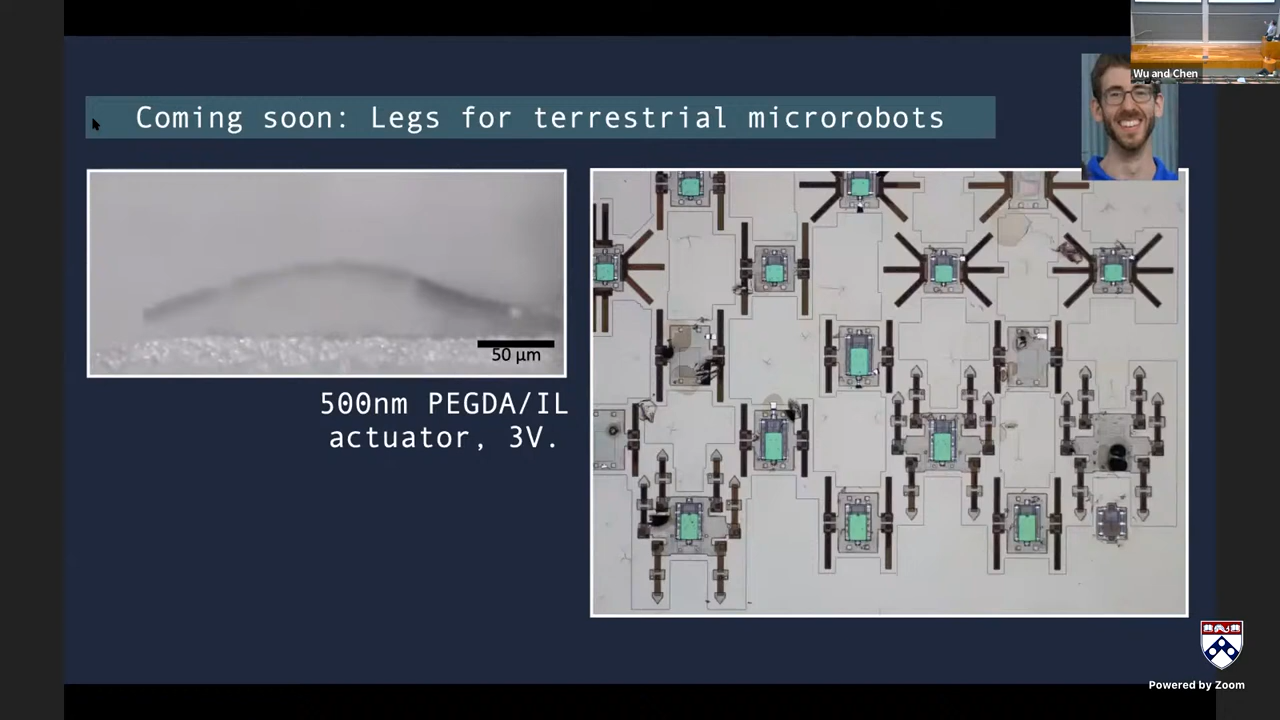 Wu and Chen
Coming soon: Legs for terrestrial microrobots
50 μm
500nm PEGDA/IL
actuator, 3V.
Powered by Zoom